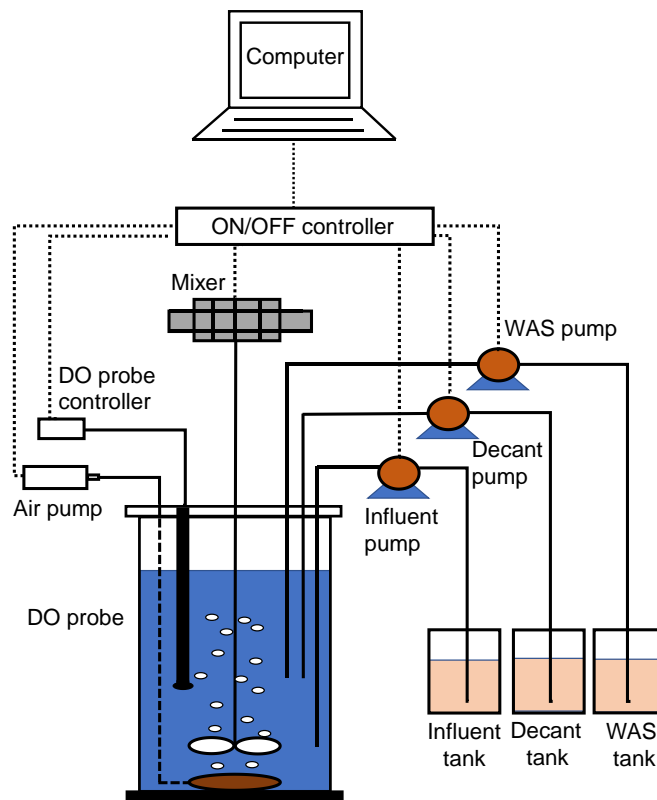 Computer
ON/OFF controller
Mixer
WAS pump
DO probe
controller
Decant
pump
Air pump
Influent
pump
DO probe
Influent
tank
Decant
tank
WAS
tank